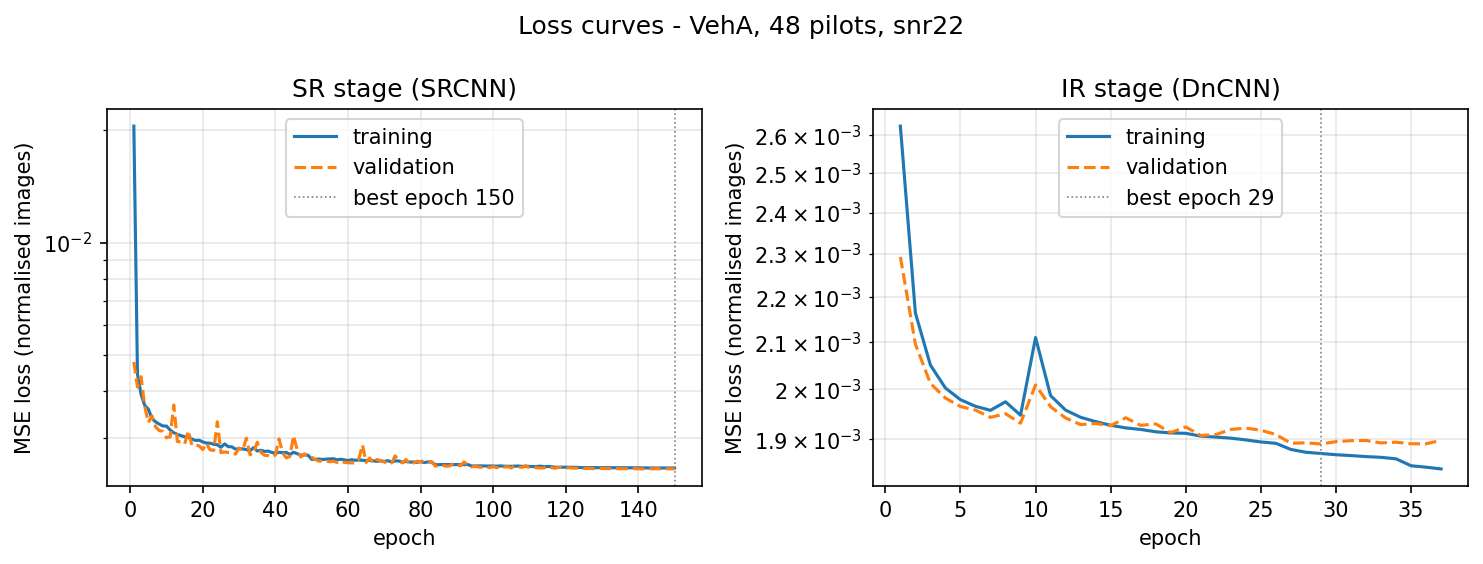 Loss curves - VehA, 48 pilots, snr22
SR stage (SRCNN)
MSE loss (normalised images)
10⁻²
training
validation
best epoch 150
0 20 40 60 80 100 120 140
epoch
IR stage (DnCNN)
MSE loss (normalised images)
2.6 × 10⁻³
2.5 × 10⁻³
2.4 × 10⁻³
2.3 × 10⁻³
2.2 × 10⁻³
2.1 × 10⁻³
2 × 10⁻³
1.9 × 10⁻³
training
validation
best epoch 29
0 5 10 15 20 25 30 35
epoch